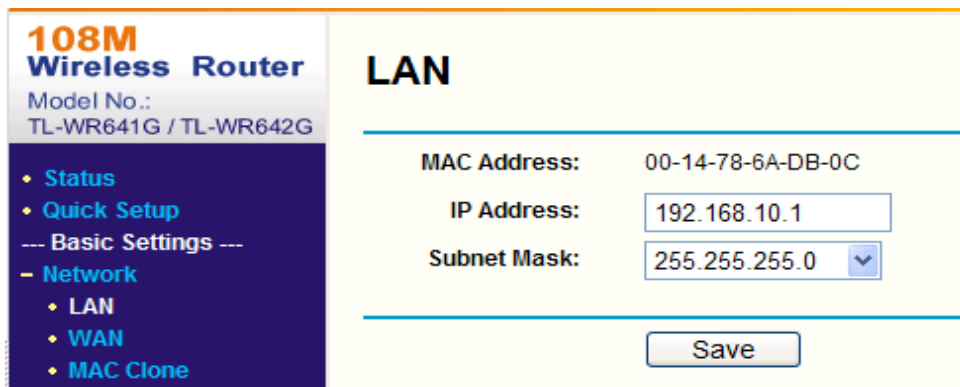 108M
Wireless Router
Model No.:
TL-WR641G / TL-WR642G
• Status
• Quick Setup
--- Basic Settings ---
– Network
• LAN
• WAN
• MAC Clone
LAN
MAC Address: 00-14-78-6A-DB-0C
IP Address: 192.168.10.1
Subnet Mask: 255.255.255.0
Save